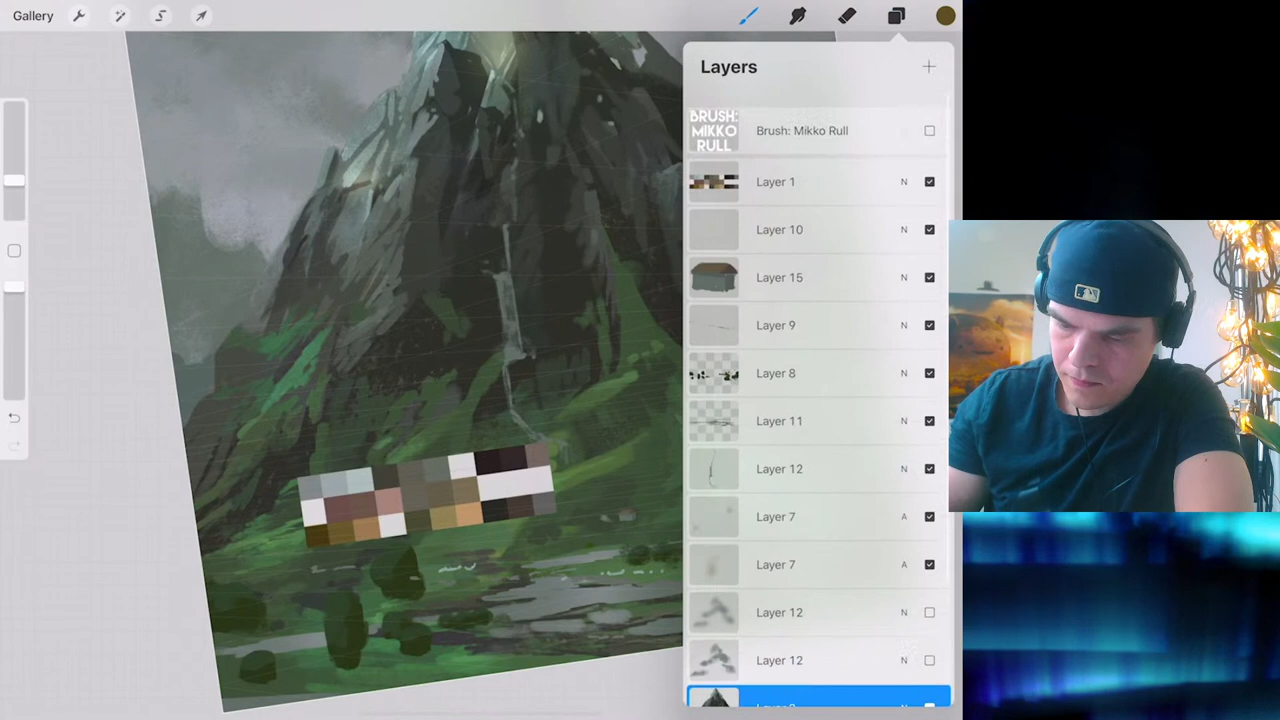 Gallery
Layers
BRUSH:
MIKKO
RULL
Brush: Mikko Rull
Layer 1 N
Layer 10 N
Layer 15 N
Layer 9 N
Layer 8 N
Layer 11 N
Layer 12 N
Layer 7 A
Layer 7 A
Layer 12 N
Layer 12 N